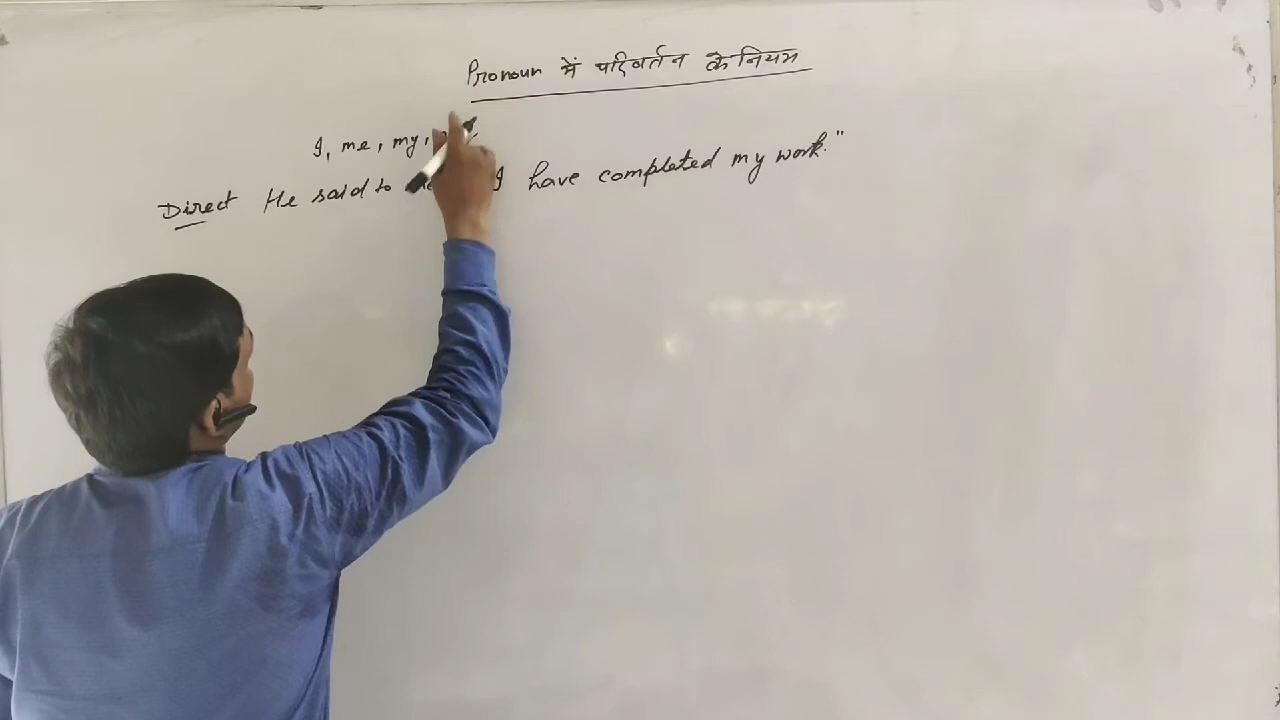 Pronoun में परिवर्तन के नियम
I, me, my,
Direct He said to I have completed my work."